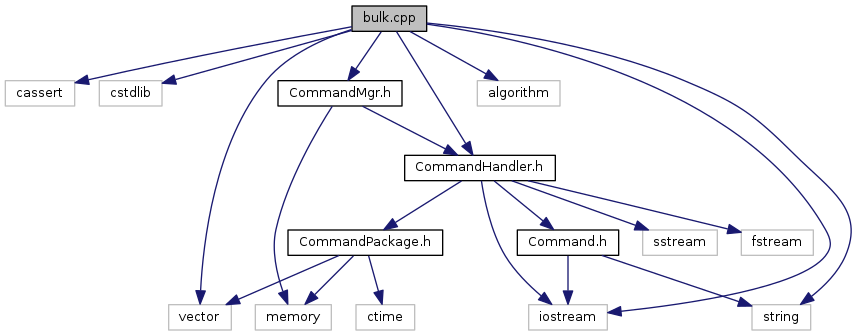 bulk.cpp
cassert
cstdlib
CommandMgr.h
algorithm
CommandHandler.h
CommandPackage.h
Command.h
sstream
fstream
vector
memory
ctime
iostream
string